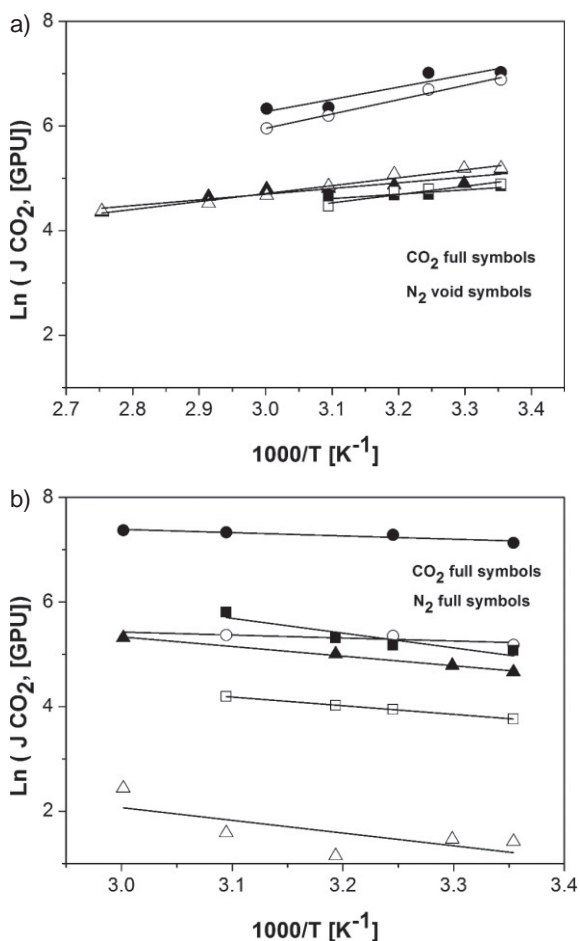 a)
8
6
4
2
Ln ( J CO₂, [GPU])
CO₂ full symbols
N₂ void symbols
2.7 2.8 2.9 3.0 3.1 3.2 3.3 3.4
1000/T [K⁻¹]
b)
8
6
4
2
Ln ( J CO₂, [GPU])
CO₂ full symbols
N₂ full symbols
3.0 3.1 3.2 3.3 3.4
1000/T [K⁻¹]